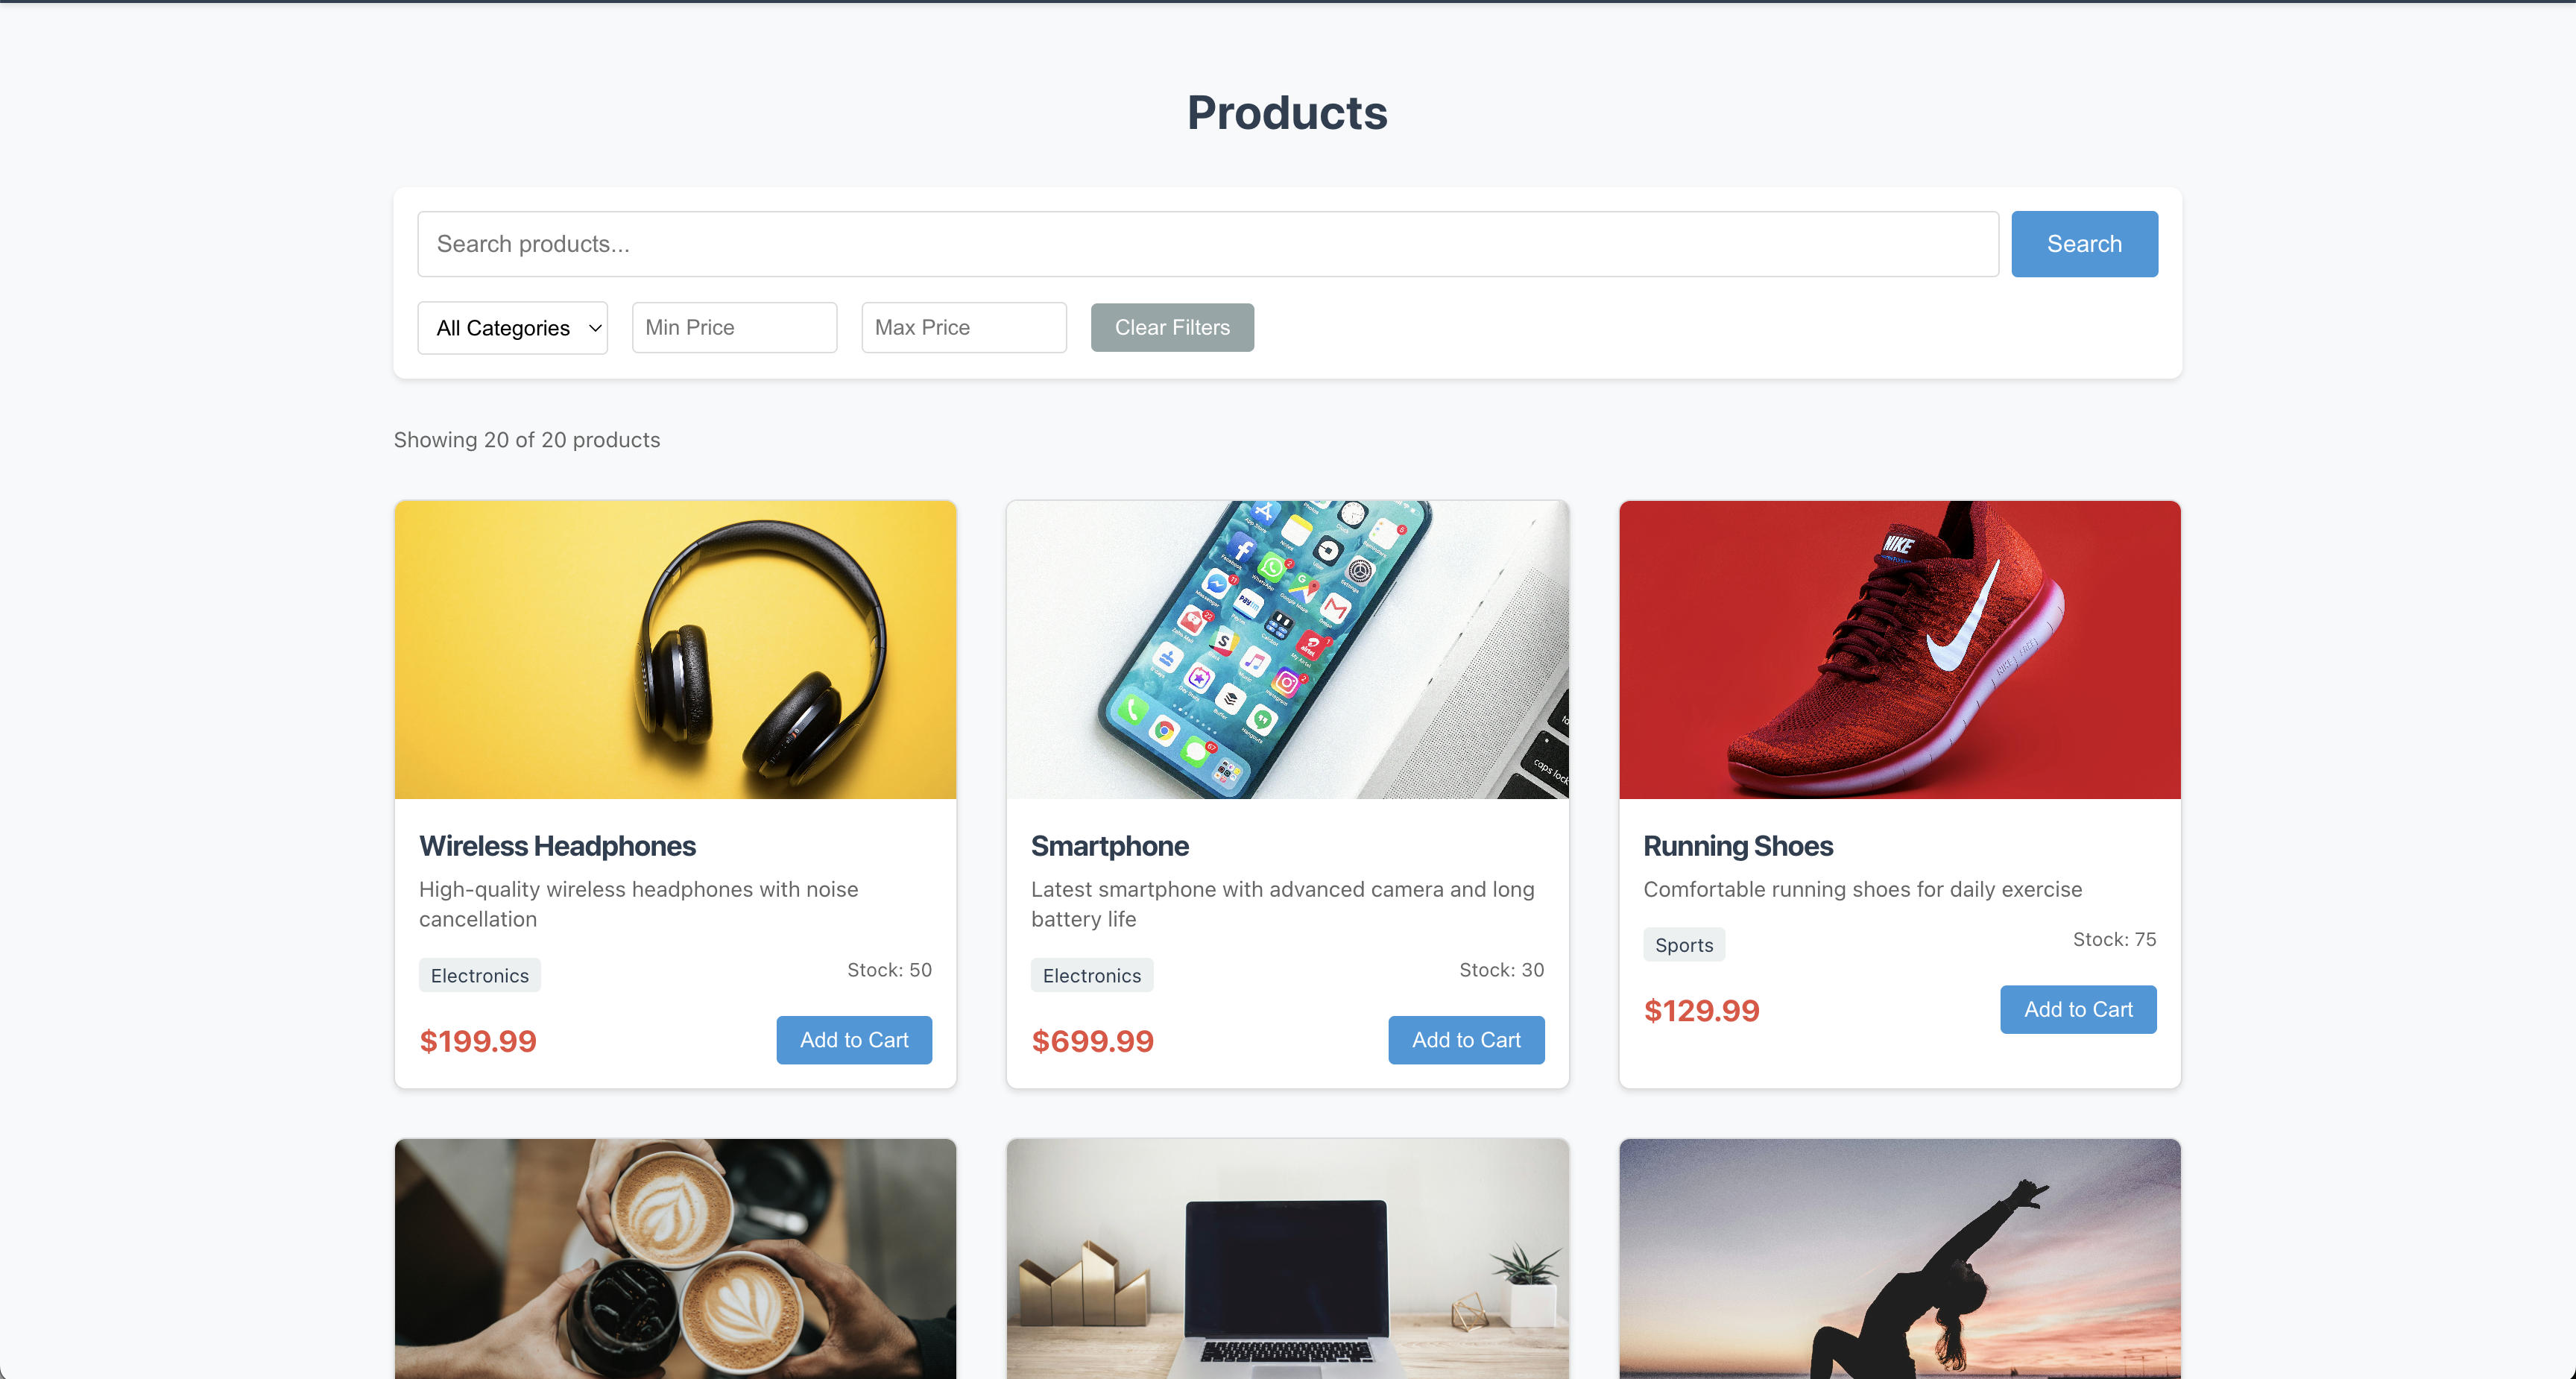 Products
Search products...
Search
All Categories
Min Price
Max Price
Clear Filters
Showing 20 of 20 products
NIKE
caps lock
Wireless Headphones
High-quality wireless headphones with noise
cancellation
Electronics
Stock: 50
$199.99
Add to Cart
Smartphone
Latest smartphone with advanced camera and long
battery life
Electronics
Stock: 30
$699.99
Add to Cart
Running Shoes
Comfortable running shoes for daily exercise
Sports
Stock: 75
$129.99
Add to Cart